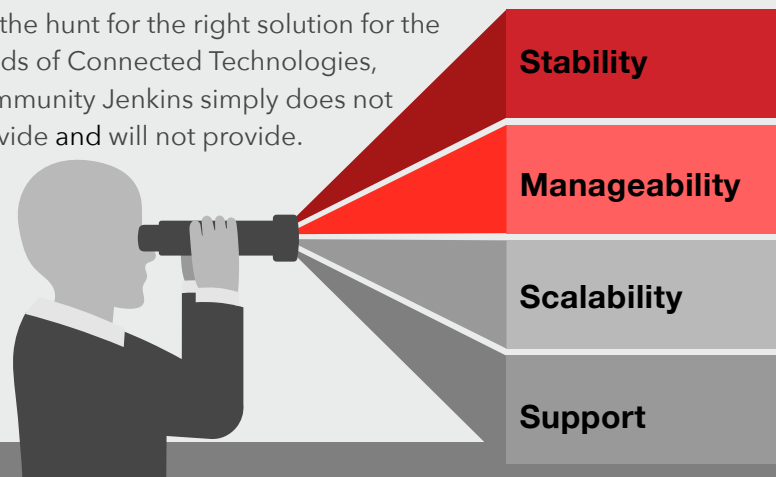 the hunt for the right solution for the
ds of Connected Technologies,
mmunity Jenkins simply does not
vide and will not provide.
Stability
Manageability
Scalability
Support